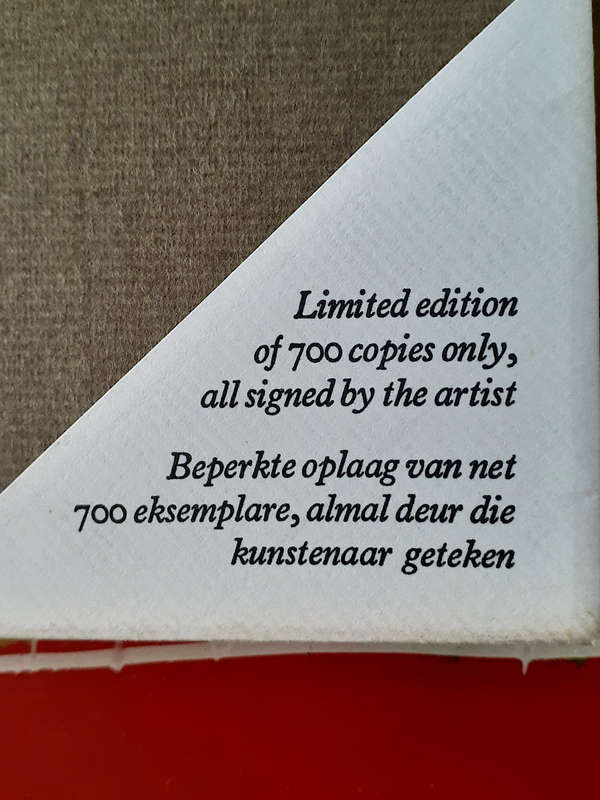 Limited edition
of 700 copies only,
all signed by the artist
Beperkte oplaag van net
700 eksemplare, almal deur die
kunstenaar geteken